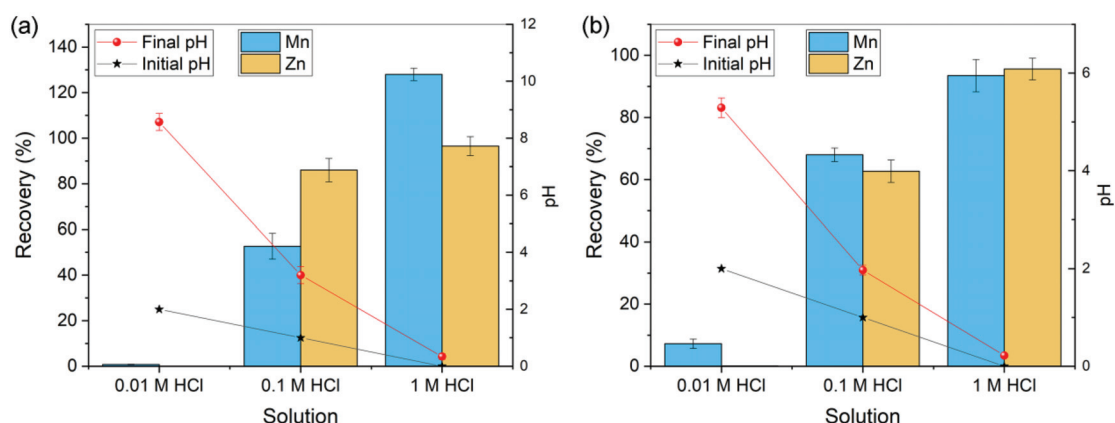 (a)
Final pH
Initial pH
Mn
Zn
Recovery (%)
140
120
100
80
60
40
20
0
12
10
8
6
4
2
0
pH
0.01 M HCl
0.1 M HCl
1 M HCl
Solution
(b)
Final pH
Initial pH
Mn
Zn
Recovery (%)
100
80
60
40
20
0
6
4
2
0
pH
0.01 M HCl
0.1 M HCl
1 M HCl
Solution